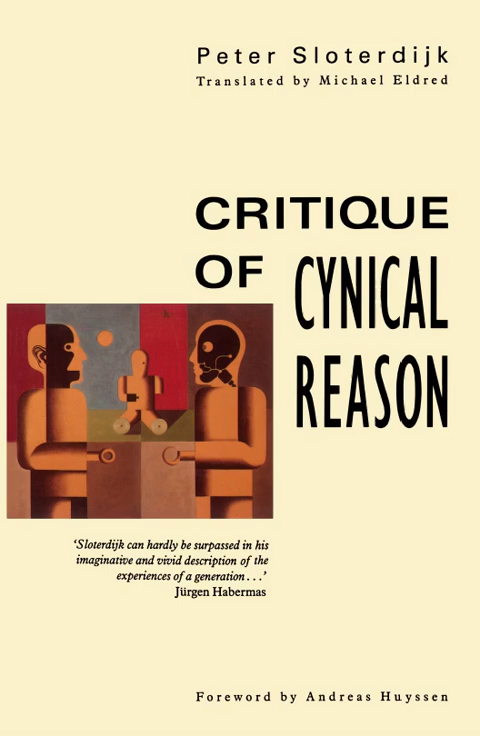 Peter Sloterdijk
Translated by Michael Eldred
CRITIQUE
OF CYNICAL
REASON
‘Sloterdijk can hardly be surpassed in his
imaginative and vivid description of the
experiences of a generation . . .’
Jürgen Habermas
Foreword by Andreas Huyssen